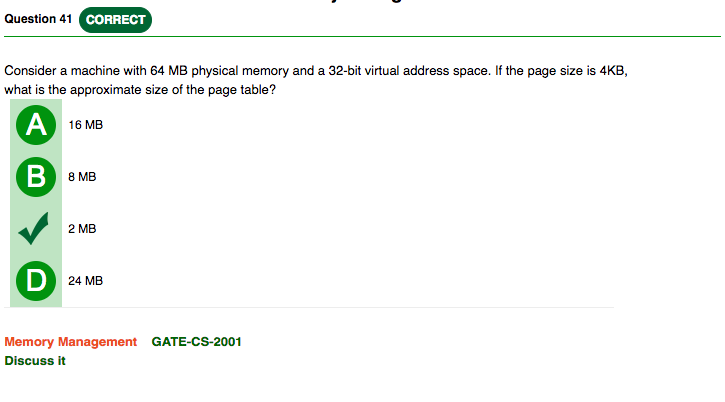 Question 41 CORRECT
Consider a machine with 64 MB physical memory and a 32-bit virtual address space. If the page size is 4KB,
what is the approximate size of the page table?
A 16 MB
B 8 MB
2 MB
D 24 MB
Memory Management GATE-CS-2001
Discuss it